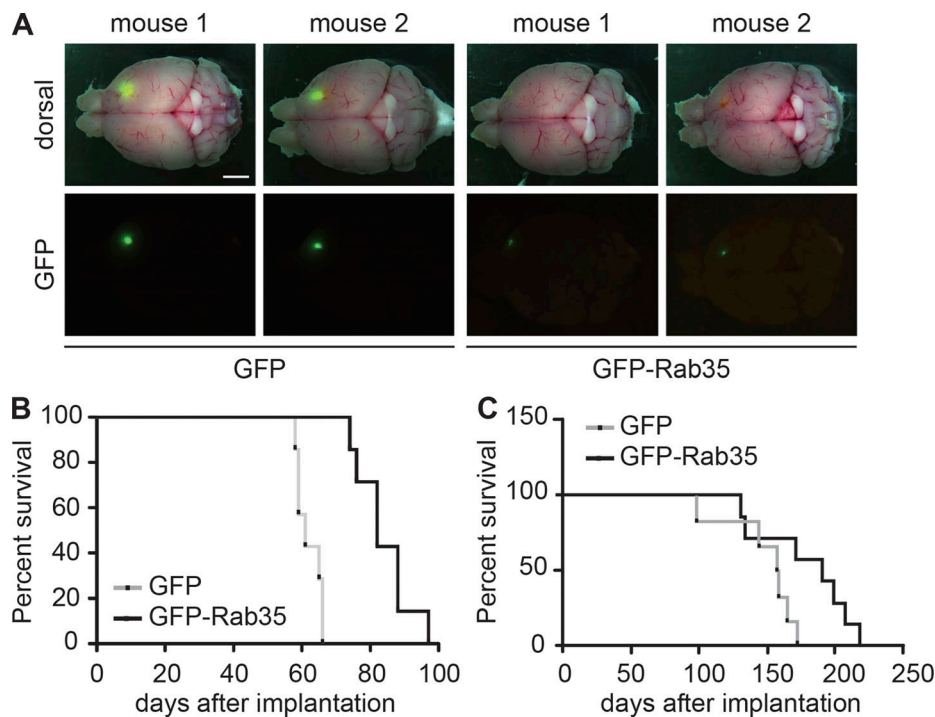 A
mouse 1 mouse 2 mouse 1 mouse 2
dorsal
GFP
GFP GFP-Rab35
B
Percent survival
100
80
60
40
20
0
GFP
GFP-Rab35
0 20 40 60 80 100
days after implantation
C
Percent survival
150
100
50
0
GFP
GFP-Rab35
0 50 100 150 200 250
days after implantation